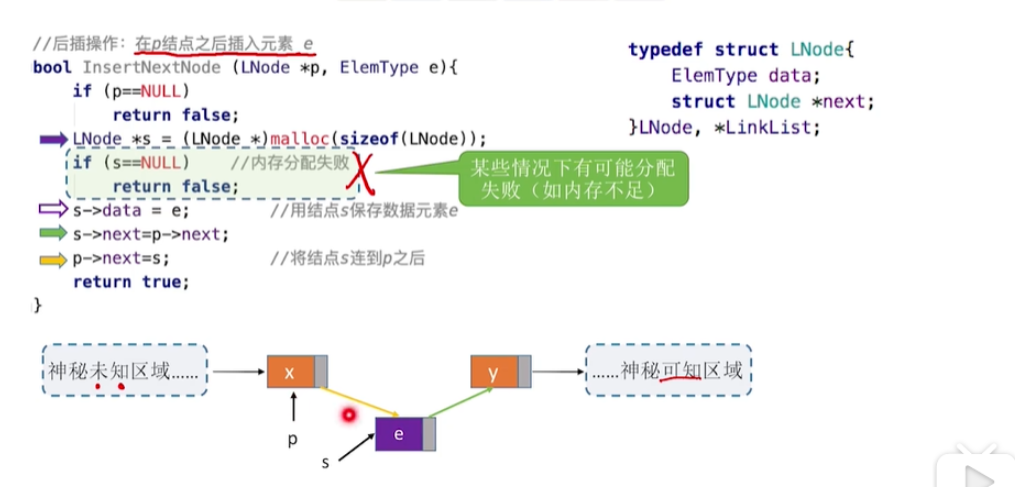 //后插操作：在p结点之后插入元素 e
bool InsertNextNode (LNode *p, ElemType e){
if (p==NULL)
return false;
LNode *s = (LNode *)malloc(sizeof(LNode));
if (s==NULL) //内存分配失败
return false;
s->data = e; //用结点s保存数据元素e
s->next=p->next;
p->next=s; //将结点s连到p之后
return true;
}
typedef struct LNode{
ElemType data;
struct LNode *next;
}LNode, *LinkList;
某些情况下有可能分配
失败（如内存不足）
神秘未知区域......
x
y
......神秘可知区域
e
p
s